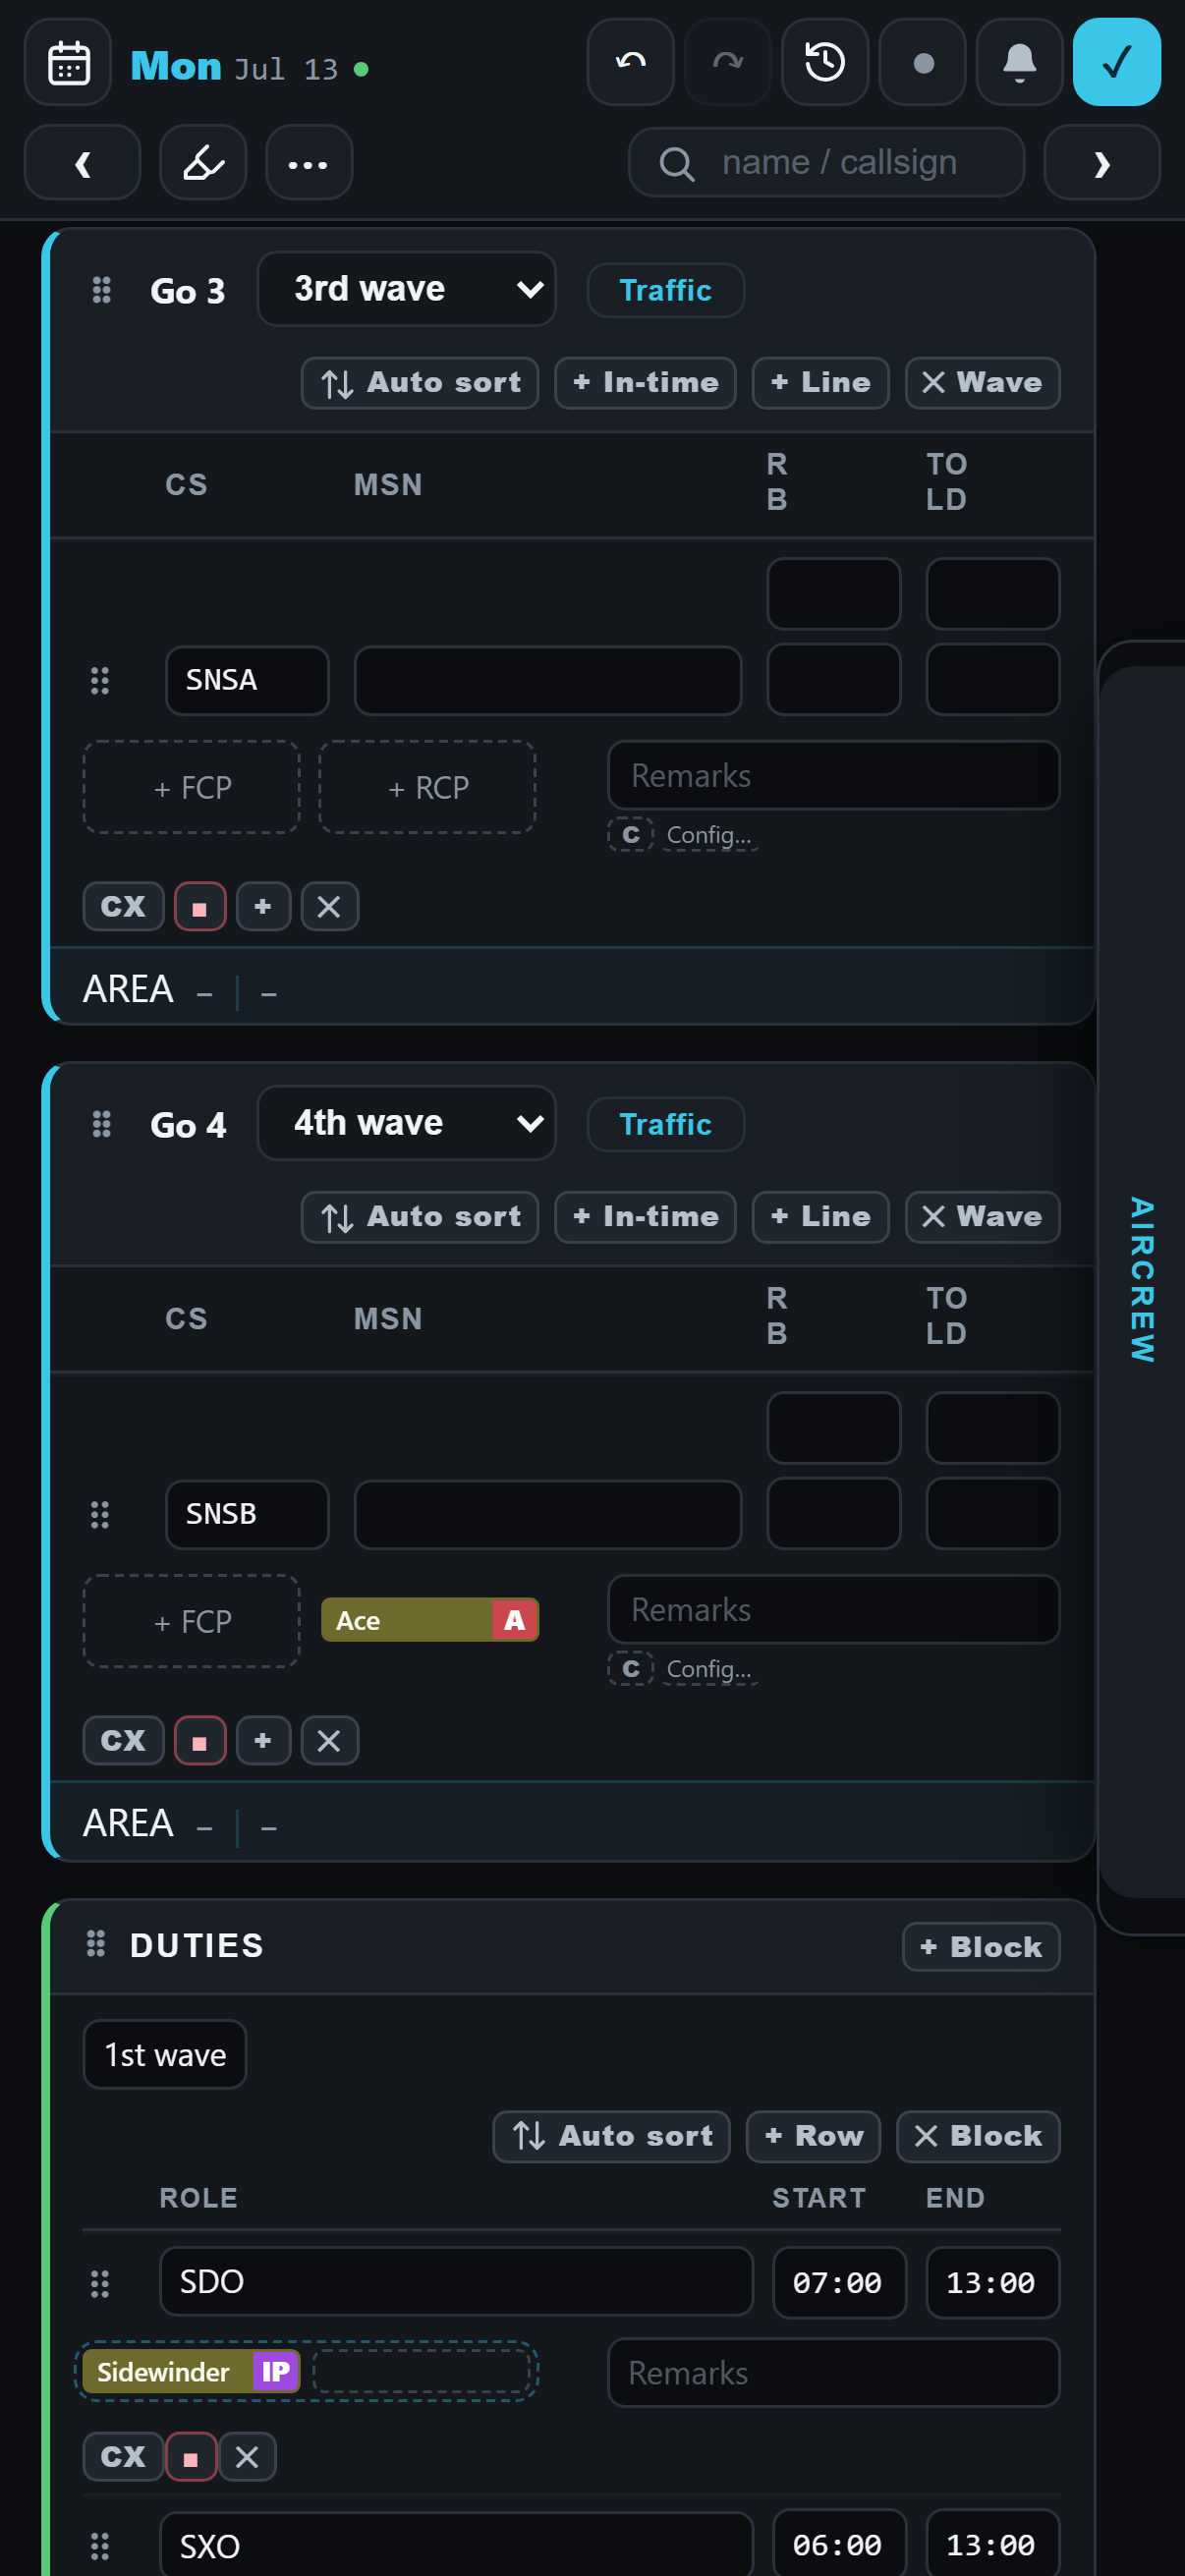 Mon Jul 13
name / callsign
Go 3 3rd wave Traffic
Auto sort + In-time + Line × Wave
CS MSN R B TO LD
SNSA
+ FCP + RCP Remarks
C Config...
CX + ×
AREA – | –
Go 4 4th wave Traffic
Auto sort + In-time + Line × Wave
CS MSN R B TO LD
SNSB
+ FCP Ace A Remarks
C Config...
CX + ×
AREA – | –
AIRCREW
DUTIES + Block
1st wave
Auto sort + Row × Block
ROLE START END
SDO 07:00 13:00
Sidewinder IP Remarks
CX ×
SXO 06:00 13:00